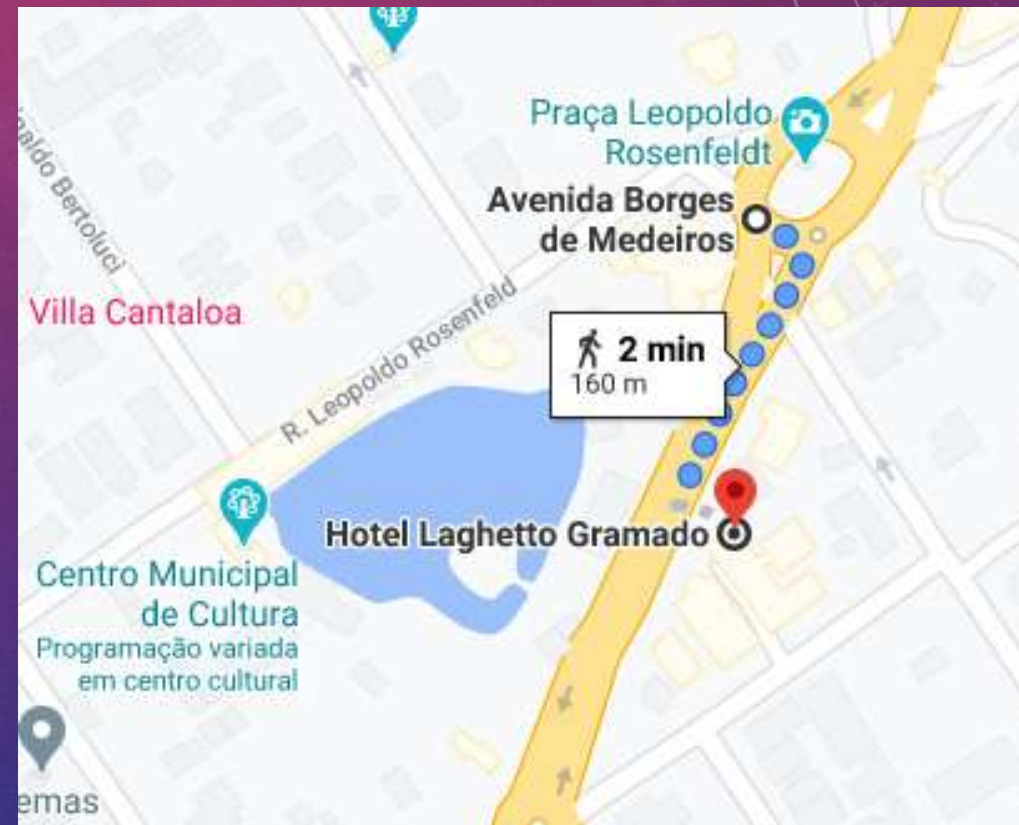 Praça Leopoldo
Rosenfeldt
Avenida Borges
de Medeiros
Bertoluci
Villa Cantaloa
R. Leopoldo Rosenfeld
2 min
160 m
Hotel Laghetto Gramado
Centro Municipal
de Cultura
Programação variada
em centro cultural
emas